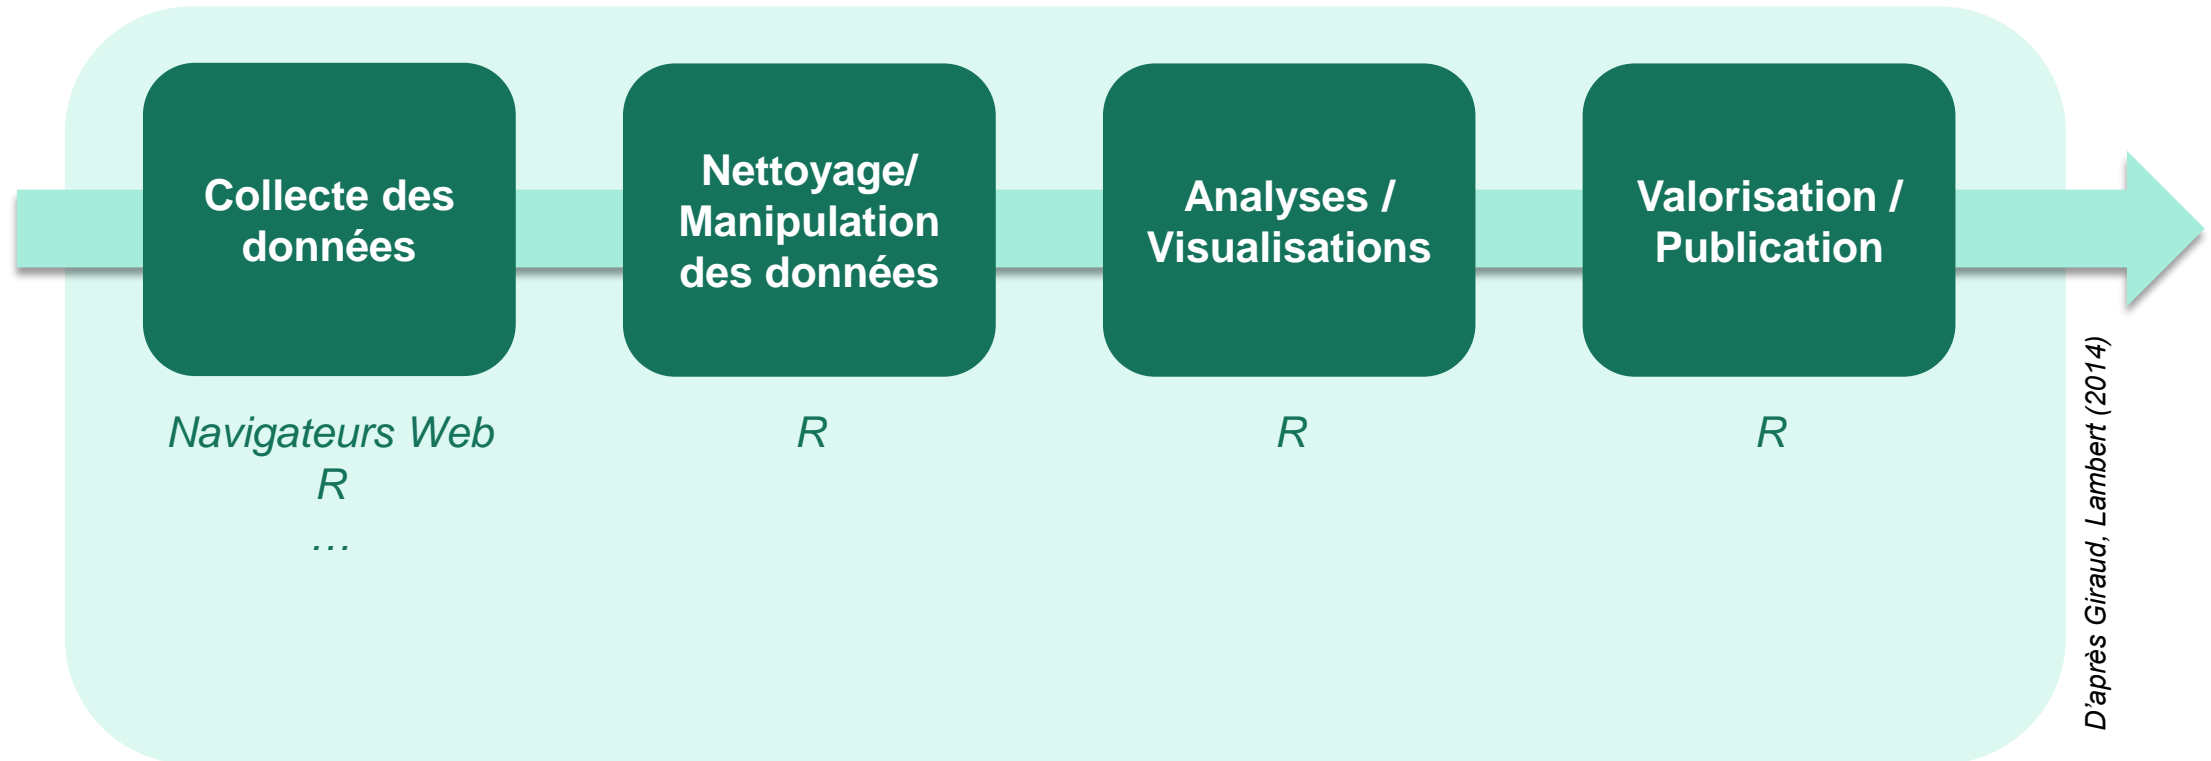 Collecte des
données
Nettoyage/
Manipulation
des données
Analyses /
Visualisations
Valorisation /
Publication
Navigateurs Web
R
…
R
R
R
D’après Giraud, Lambert (2014)